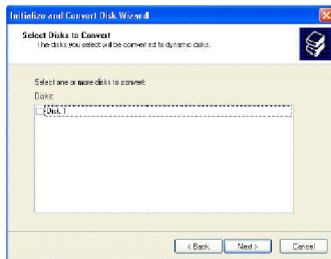 Initialize and Convert Disk Wizard
Select Disks to Convert
The disks you select will be converted to dynamic disks.
Select one or more disks to convert:
Disks:
Disk 1
< Back
Next >
Cancel